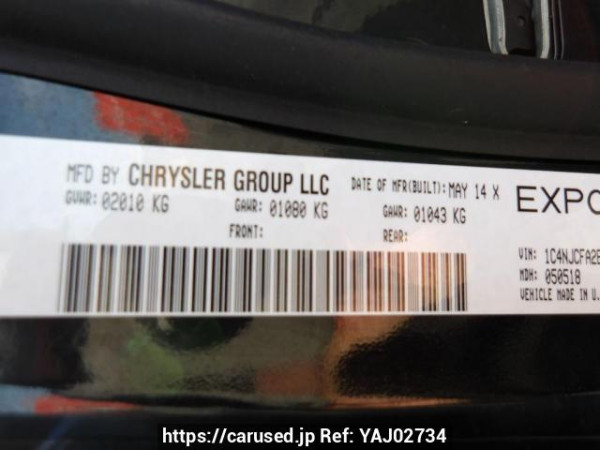 MFD BY CHRYSLER GROUP LLC DATE OF MFR(BUILT): MAY 14 X EXPO
GVWR: 02010 KG GAWR: 01080 KG GAWR: 01043 KG
FRONT: REAR:
VIN: 1C4NJCFA2E
MDH: 050518
VEHICLE MADE IN U.
https://carused.jp Ref: YAJ02734